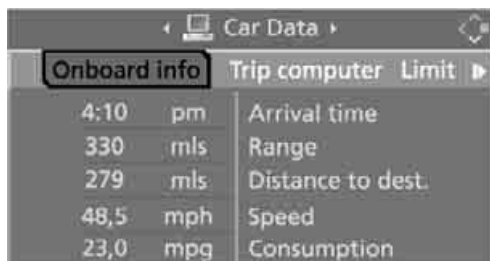 Car Data
Onboard info Trip computer Limit
4:10 pm Arrival time
330 mls Range
279 mls Distance to dest.
48,5 mph Speed
23,0 mpg Consumption